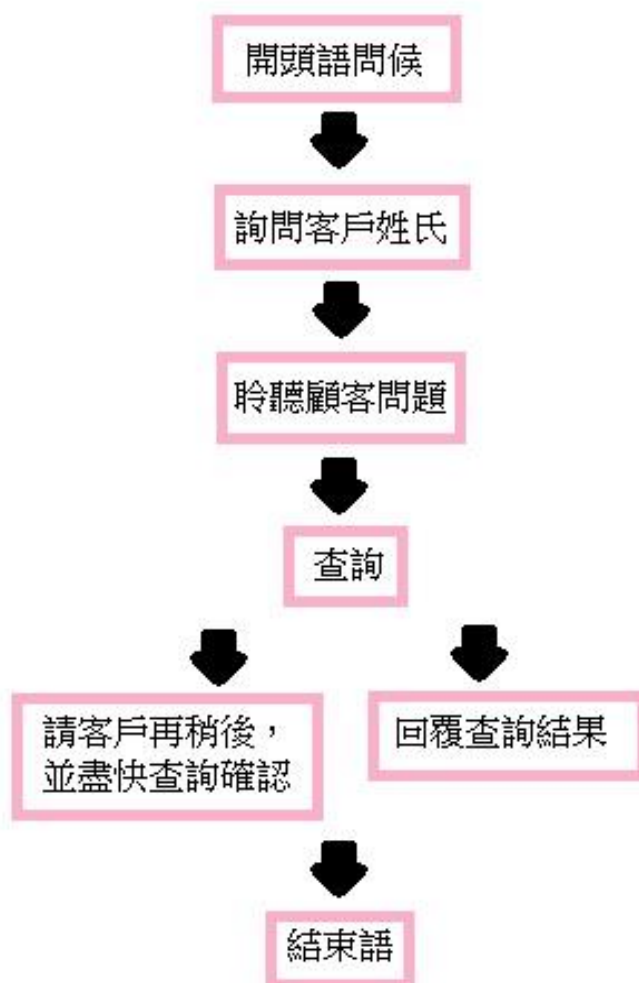 開頭語問候
詢問客戶姓氏
聆聽顧客問題
查詢
請客戶再稍後，
並盡快查詢確認
回覆查詢結果
結束語